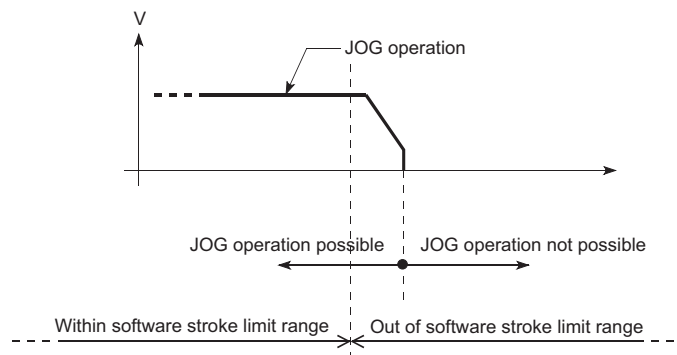 V
JOG operation
JOG operation possible
JOG operation not possible
Within software stroke limit range
Out of software stroke limit range